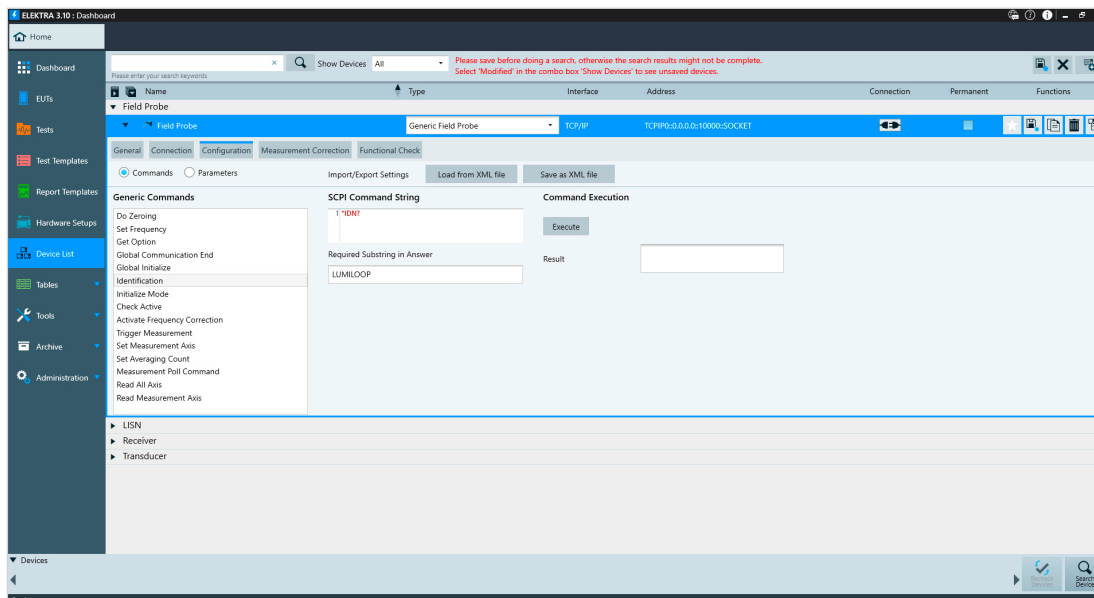 ELEKTRA 3.10 : Dashboard
Home
Dashboard
EUTs
Tests
Test Templates
Report Templates
Hardware Setups
Device List
Tables
Tools
Archive
Administration
Please enter your search keywords
Show Devices All
Please save before doing a search, otherwise the search results might not be complete.
Select 'Modified' in the combo box 'Show Devices' to see unsaved devices.
Name Type Interface Address Connection Permanent Functions
Field Probe
Field Probe Generic Field Probe TCP/IP TCPIP0::0.0.0.0::10000::SOCKET
General Connection Configuration Measurement Correction Functional Check
Commands Parameters Import/Export Settings Load from XML file Save as XML file
Generic Commands
Do Zeroing
Set Frequency
Get Option
Global Communication End
Global Initialize
Identification
Initialize Mode
Check Active
Activate Frequency Correction
Trigger Measurement
Set Measurement Axis
Set Averaging Count
Measurement Poll Command
Read All Axis
Read Measurement Axis
SCPI Command String
1 *IDN?
Required Substring in Answer
LUMILOOP
Command Execution
Execute
Result
LISN
Receiver
Transducer
Devices
Recheck
Devices
Search
Device